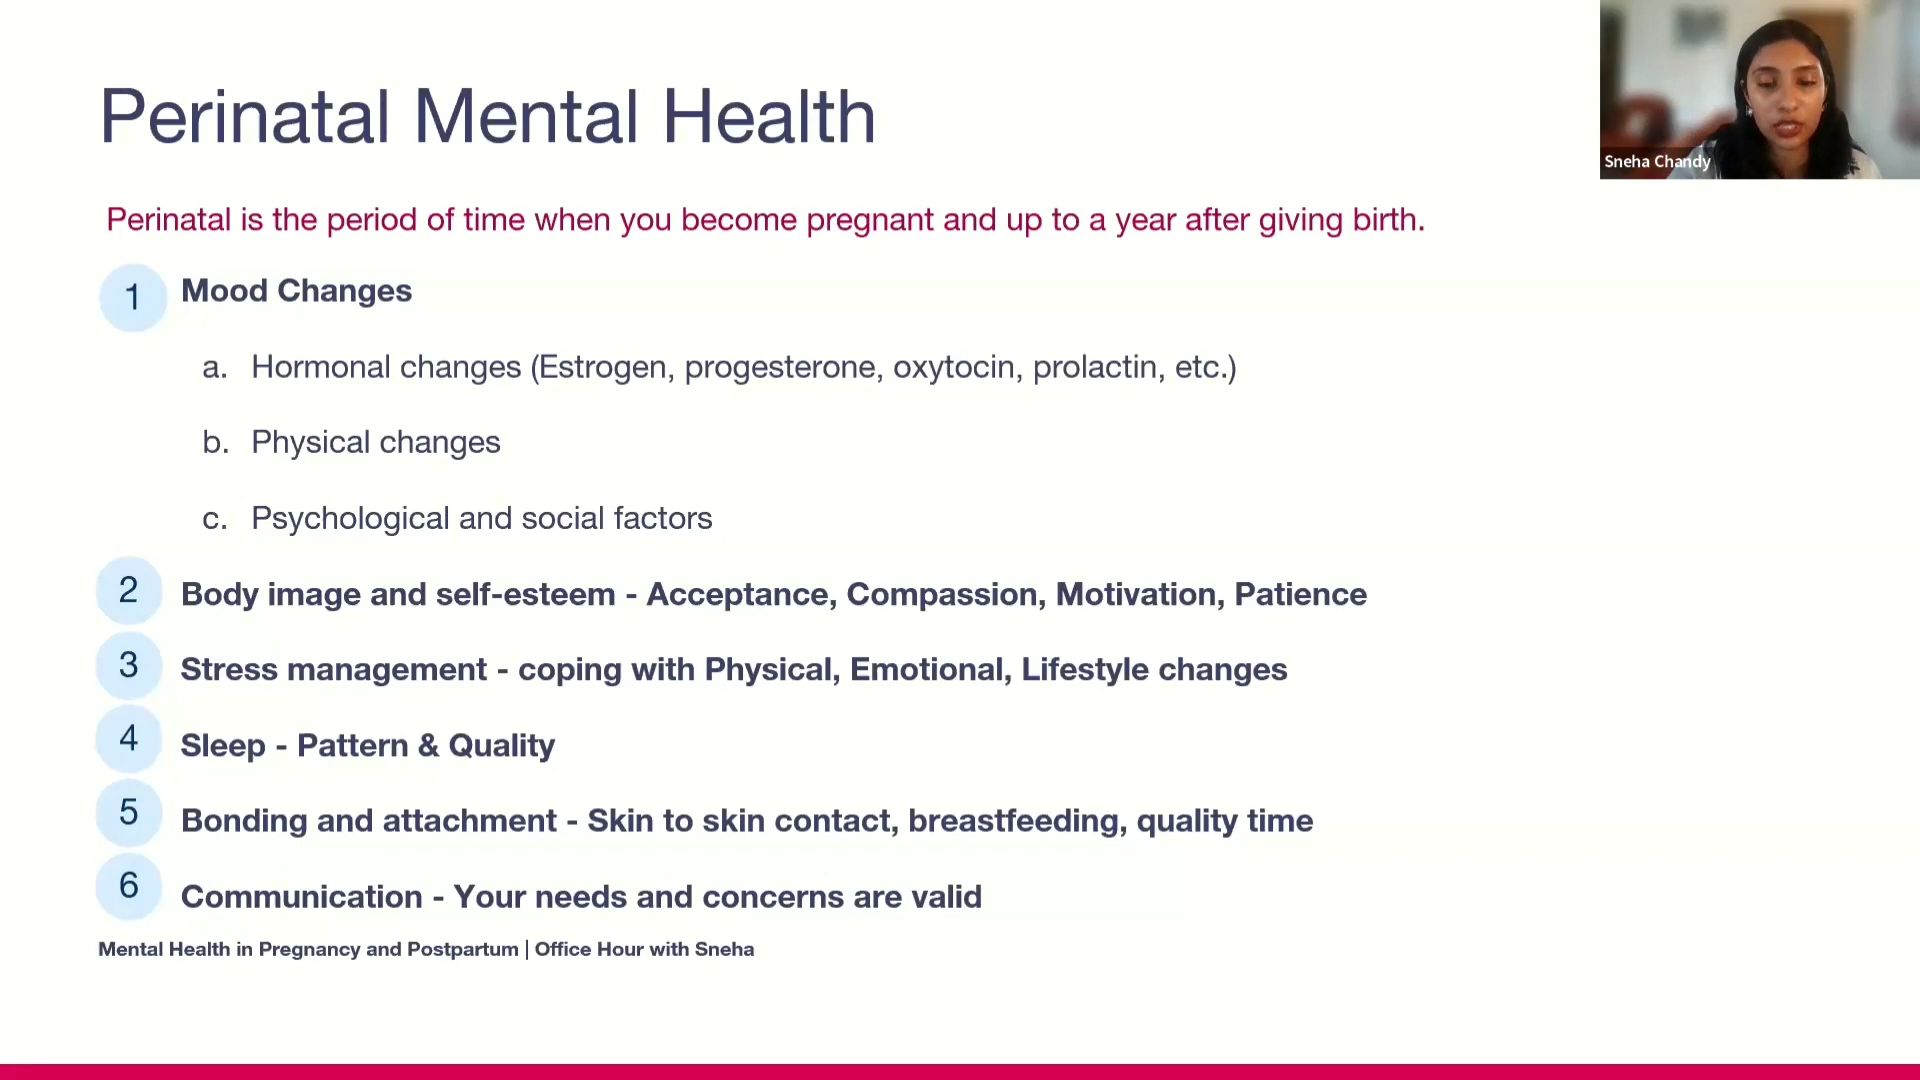 Perinatal Mental Health
Sneha Chandy
Perinatal is the period of time when you become pregnant and up to a year after giving birth.
1 Mood Changes
a. Hormonal changes (Estrogen, progesterone, oxytocin, prolactin, etc.)
b. Physical changes
c. Psychological and social factors
2 Body image and self-esteem - Acceptance, Compassion, Motivation, Patience
3 Stress management - coping with Physical, Emotional, Lifestyle changes
4 Sleep - Pattern & Quality
5 Bonding and attachment - Skin to skin contact, breastfeeding, quality time
6 Communication - Your needs and concerns are valid
Mental Health in Pregnancy and Postpartum | Office Hour with Sneha